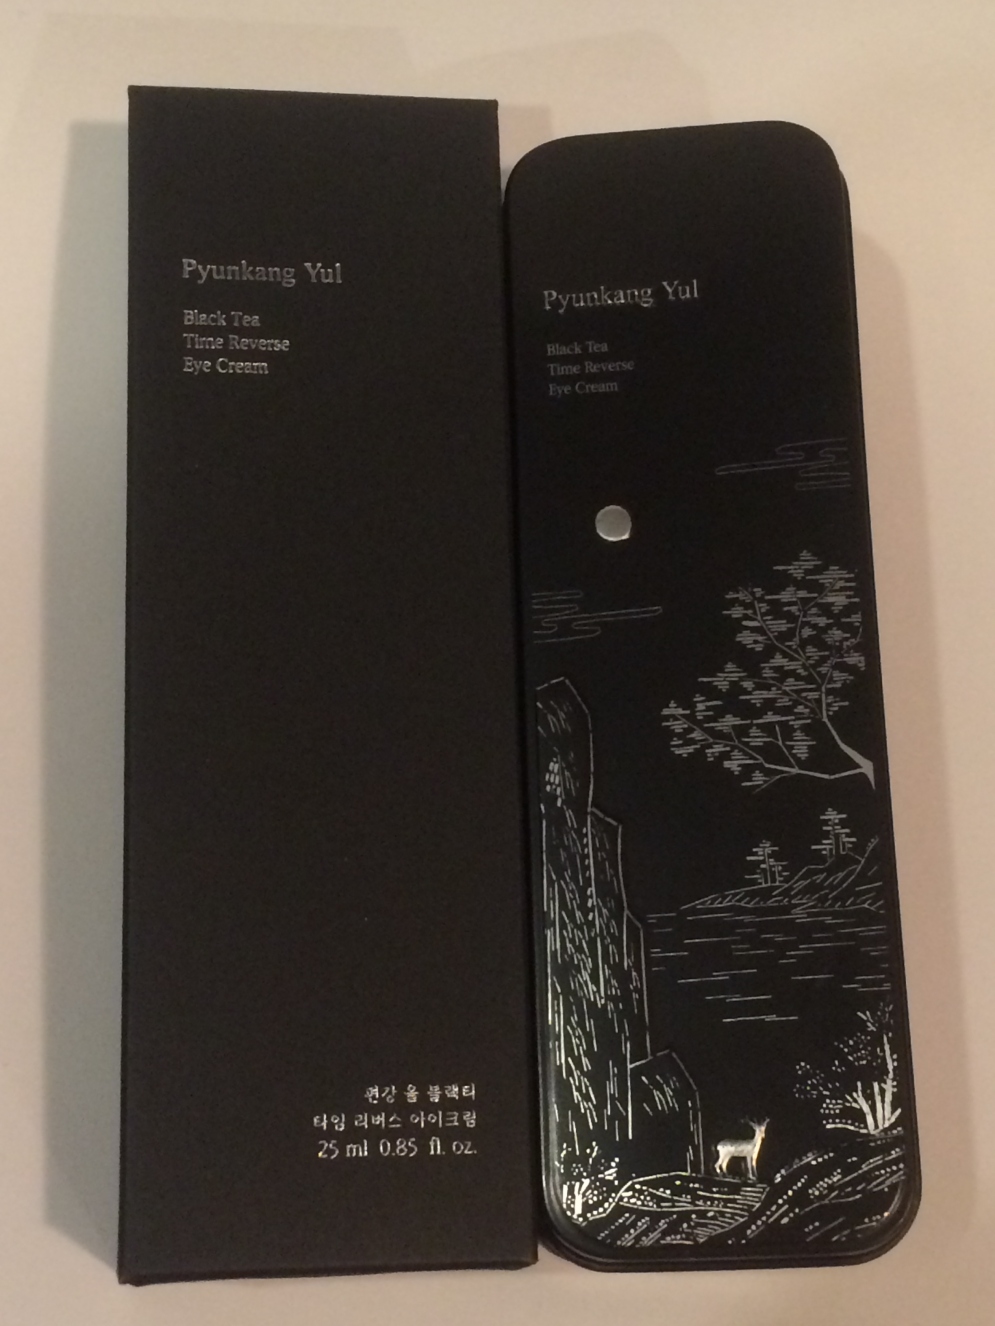 Pyunkang Yul
Black Tea
Time Reverse
Eye Cream
편강 율 블랙티
타임 리버스 아이크림
25 ml 0.85 fl. oz.
Pyunkang Yul
Black Tea
Time Reverse
Eye Cream